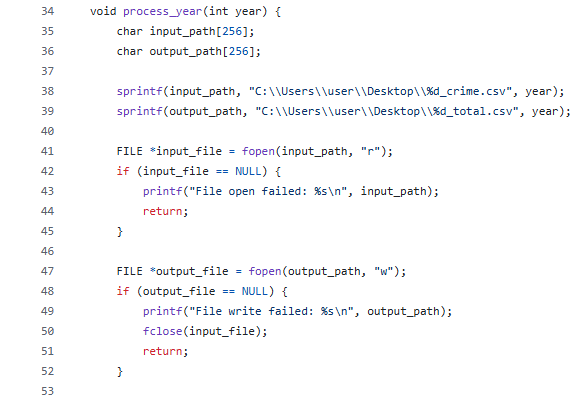 34 void process_year(int year) {
35 char input_path[256];
36 char output_path[256];
37
38 sprintf(input_path, "C:\\Users\\user\\Desktop\\%d_crime.csv", year);
39 sprintf(output_path, "C:\\Users\\user\\Desktop\\%d_total.csv", year);
40
41 FILE *input_file = fopen(input_path, "r");
42 if (input_file == NULL) {
43 printf("File open failed: %s\n", input_path);
44 return;
45 }
46
47 FILE *output_file = fopen(output_path, "w");
48 if (output_file == NULL) {
49 printf("File write failed: %s\n", output_path);
50 fclose(input_file);
51 return;
52 }
53